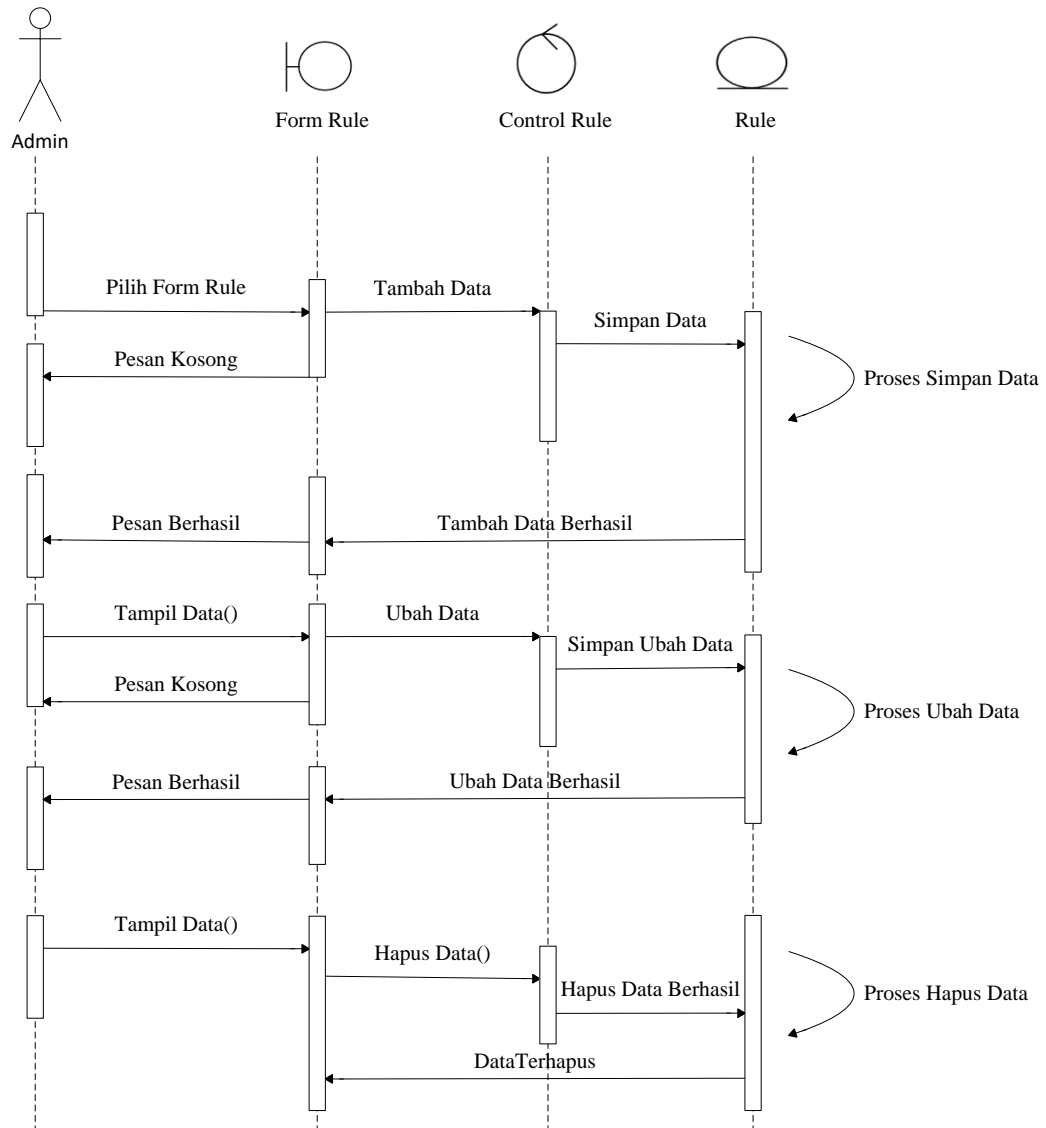 Admin
Form Rule
Control Rule
Rule
Pilih Form Rule
Tambah Data
Simpan Data
Pesan Kosong
Proses Simpan Data
Pesan Berhasil
Tambah Data Berhasil
Tampil Data()
Ubah Data
Simpan Ubah Data
Pesan Kosong
Proses Ubah Data
Pesan Berhasil
Ubah Data Berhasil
Tampil Data()
Hapus Data()
Hapus Data Berhasil
Proses Hapus Data
DataTerhapus